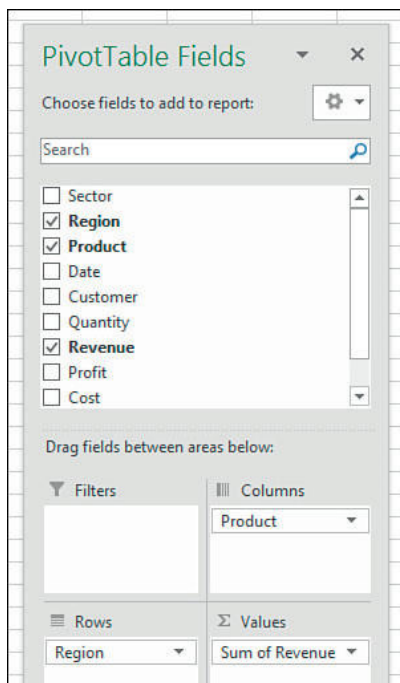 PivotTable Fields
Choose fields to add to report:
Search
Sector
Region
Product
Date
Customer
Quantity
Revenue
Profit
Cost
Drag fields between areas below:
Filters
Columns
Product
Rows
Σ Values
Region
Sum of Revenue